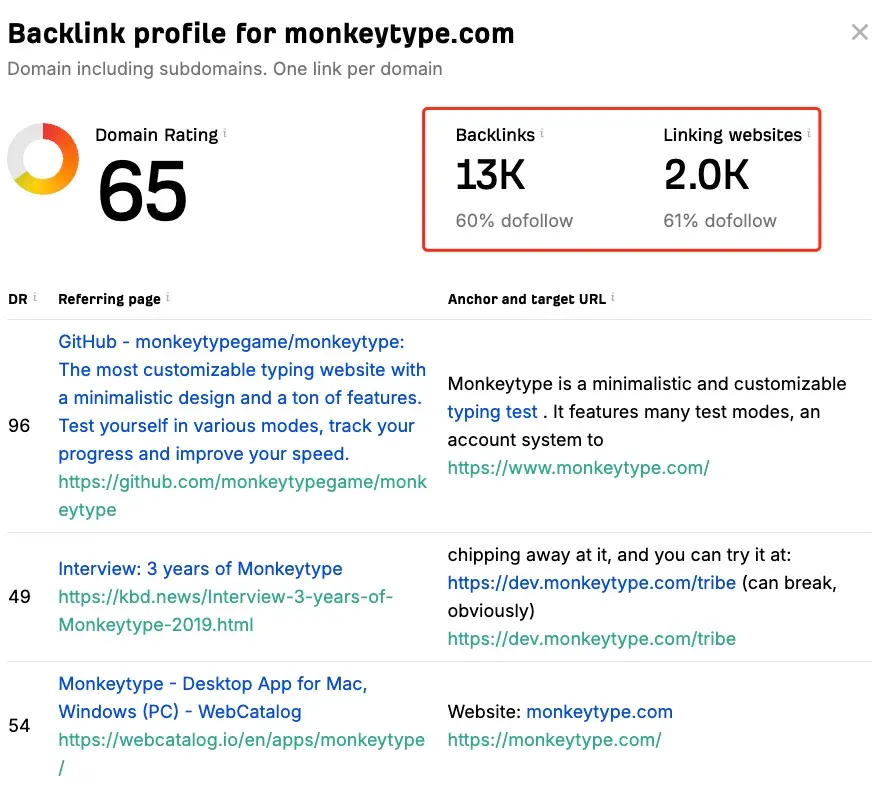 Backlink profile for monkeytype.com
Domain including subdomains. One link per domain
Domain Rating i
65
Backlinks i
13K
60% dofollow
Linking websites i
2.0K
61% dofollow
DR i
Referring page i
Anchor and target URL i
96
GitHub - monkeytypegame/monkeytype:
The most customizable typing website with
a minimalistic design and a ton of features.
Test yourself in various modes, track your
progress and improve your speed.
https://github.com/monkeytypegame/monk
eytype
Monkeytype is a minimalistic and customizable
typing test . It features many test modes, an
account system to
https://www.monkeytype.com/
49
Interview: 3 years of Monkeytype
https://kbd.news/Interview-3-years-of-
Monkeytype-2019.html
chipping away at it, and you can try it at:
https://dev.monkeytype.com/tribe (can break,
obviously)
https://dev.monkeytype.com/tribe
54
Monkeytype - Desktop App for Mac,
Windows (PC) - WebCatalog
https://webcatalog.io/en/apps/monkeytype
/
Website: monkeytype.com
https://monkeytype.com/